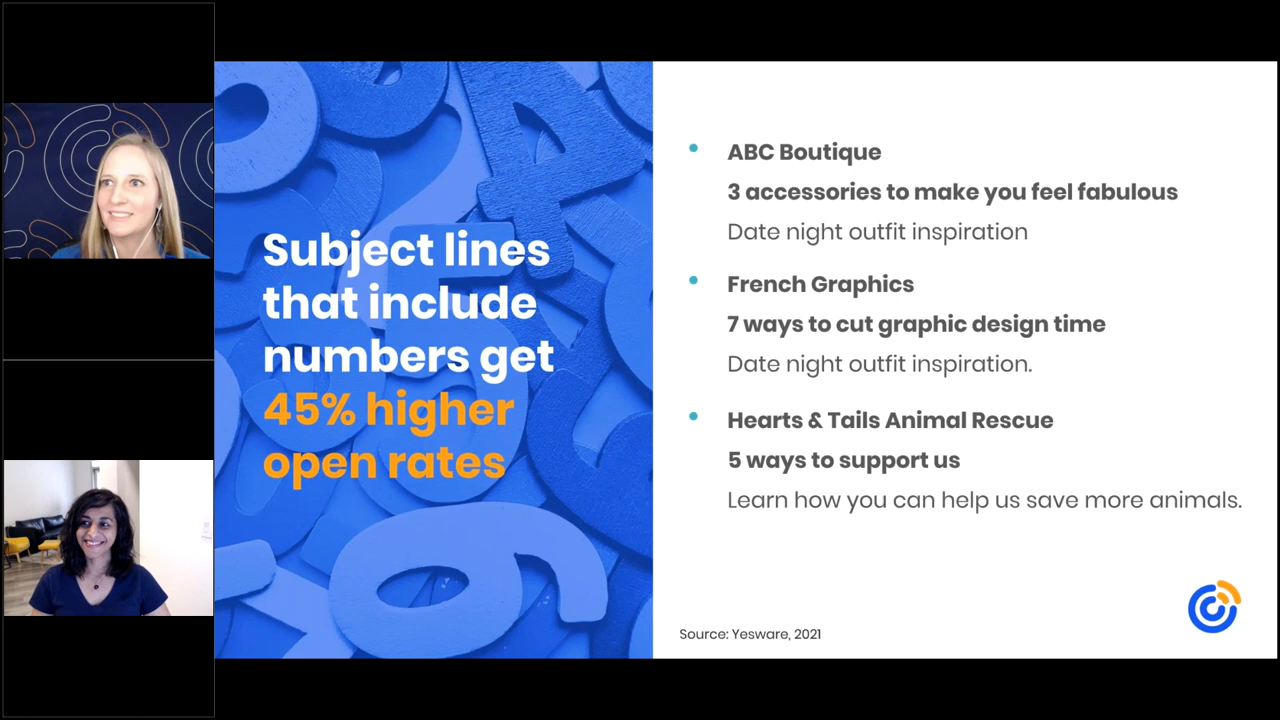 Subject lines
that include
numbers get
45% higher
open rates
ABC Boutique
3 accessories to make you feel fabulous
Date night outfit inspiration
French Graphics
7 ways to cut graphic design time
Date night outfit inspiration.
Hearts & Tails Animal Rescue
5 ways to support us
Learn how you can help us save more animals.
Source: Yesware, 2021